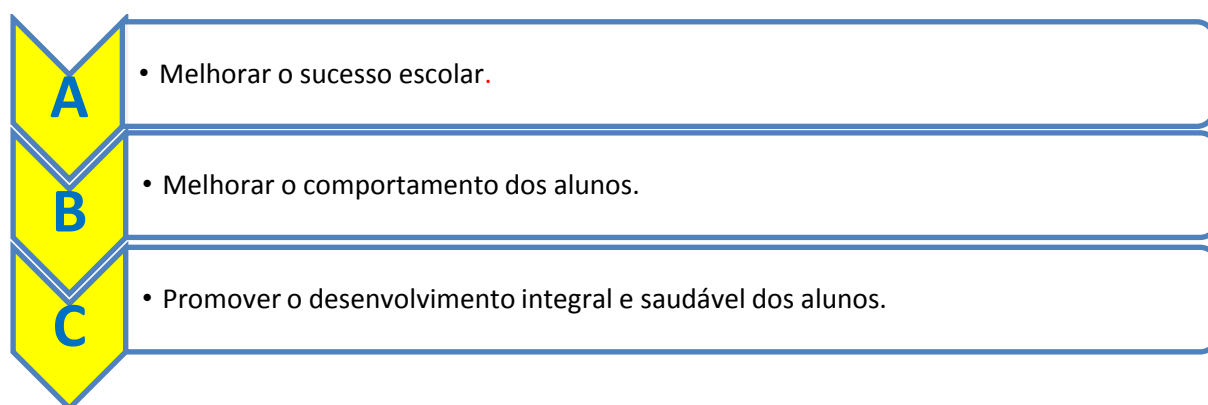 A
• Melhorar o sucesso escolar.
B
• Melhorar o comportamento dos alunos.
C
• Promover o desenvolvimento integral e saudável dos alunos.